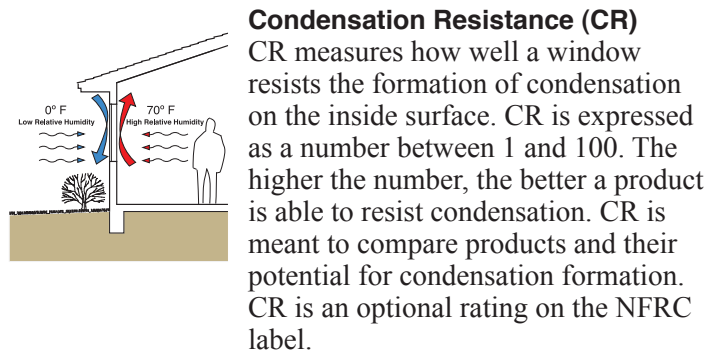 Condensation Resistance (CR)
CR measures how well a window
resists the formation of condensation
on the inside surface. CR is expressed
as a number between 1 and 100. The
higher the number, the better a product
is able to resist condensation. CR is
meant to compare products and their
potential for condensation formation.
CR is an optional rating on the NFRC
label.
0º F
Low Relative Humidity
70º F
High Relative Humidity